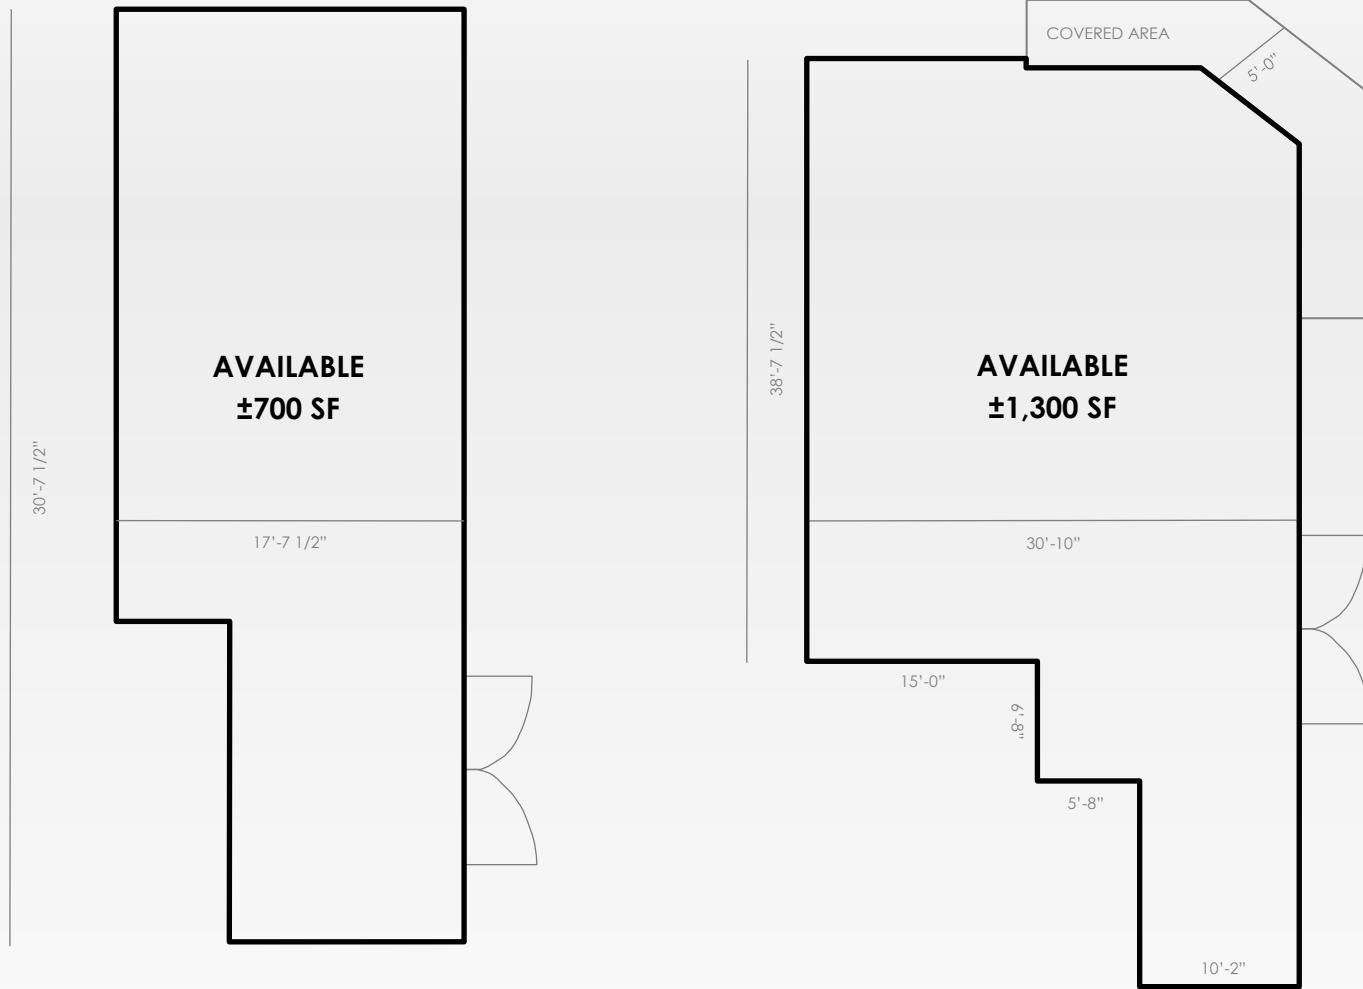 COVERED AREA
5'-0"
AVAILABLE
±700 SF
30'-7 1/2"
17'-7 1/2"
38'-7 1/2"
AVAILABLE
±1,300 SF
30'-10"
15'-0"
6'-8"
5'-8"
10'-2"